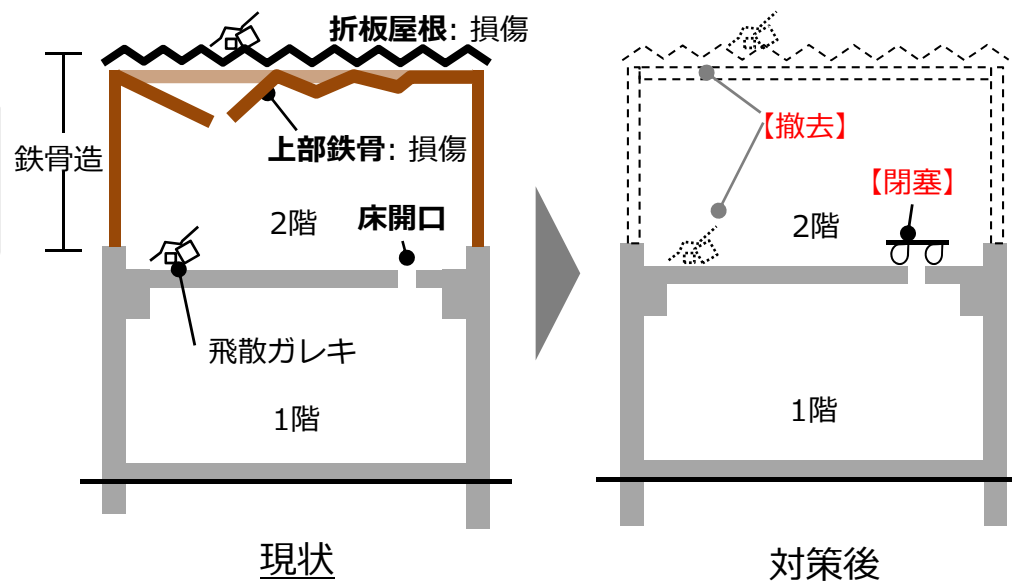 折板屋根: 損傷
鉄骨造
上部鉄骨: 損傷
2階
床開口
飛散ガレキ
1階
現状
【撤去】
【閉塞】
2階
1階
対策後